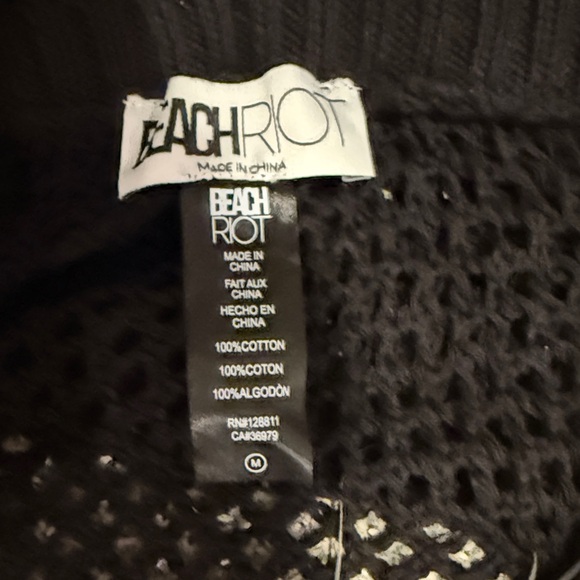 BEACHRIOT
MADE IN CHINA
BEACH
RIOT
MADE IN
CHINA
FAIT AUX
CHINA
HECHO EN
CHINA
100%COTTON
100%COTON
100%ALGODÓN
RN#128811
CA#36979
M